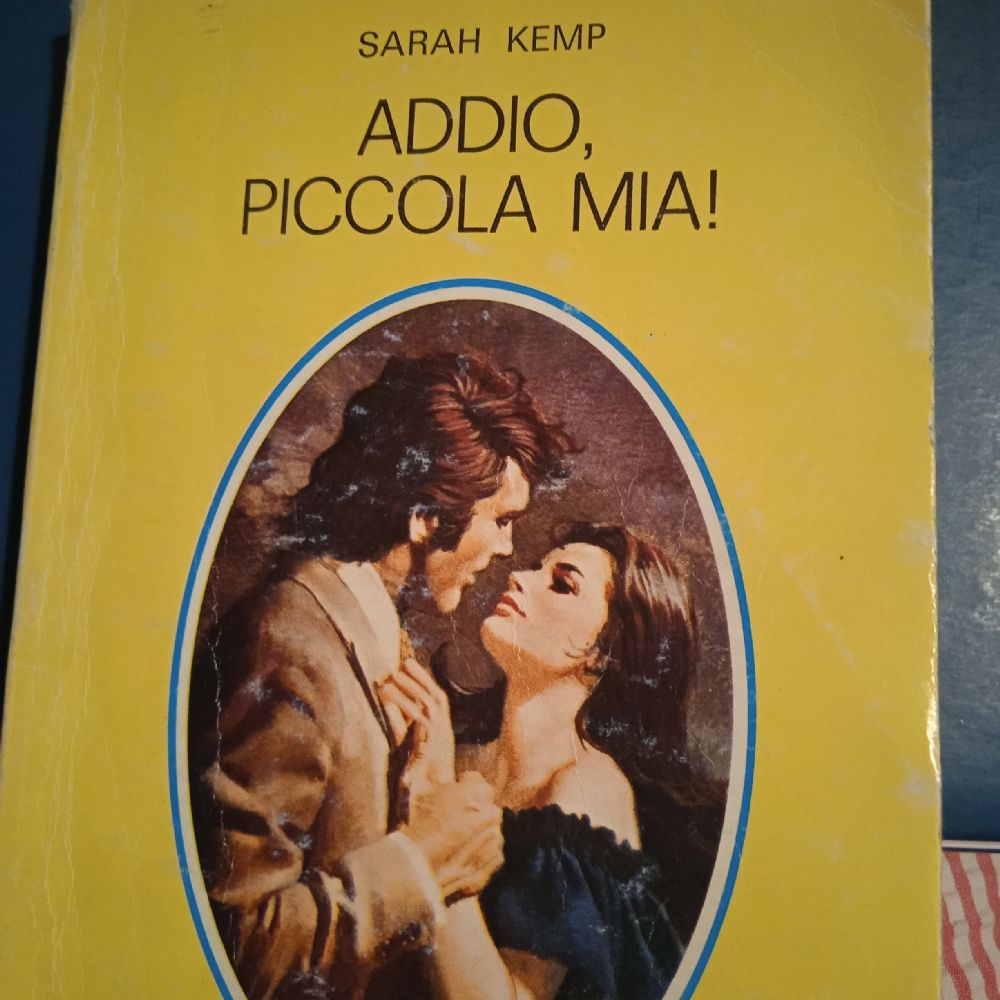 SARAH KEMP
ADDIO,
PICCOLA MIA!